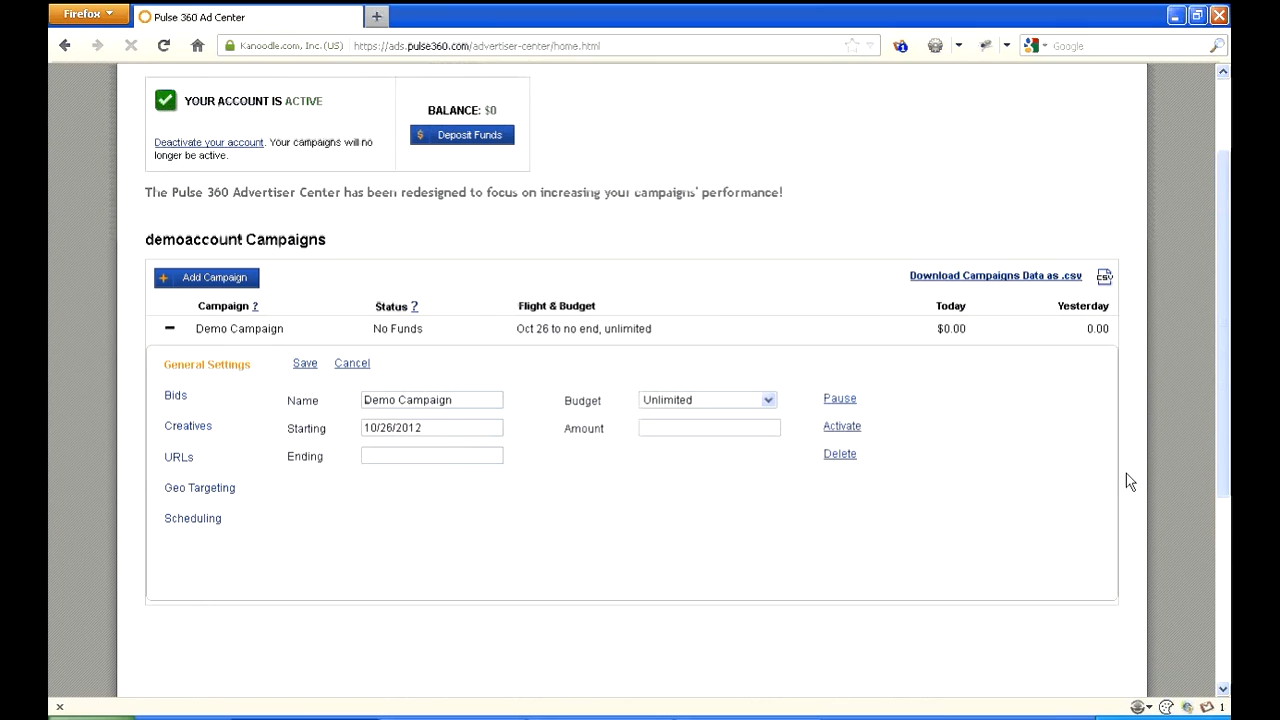 Firefox
Pulse 360 Ad Center
Kanoodle.com, Inc. (US) https://ads.pulse360.com/advertiser-center/home.html
Google
YOUR ACCOUNT IS ACTIVE
BALANCE: $0
$ Deposit Funds
Deactivate your account. Your campaigns will no
longer be active.
The Pulse 360 Advertiser Center has been redesigned to focus on increasing your campaigns' performance!
demoaccount Campaigns
+ Add Campaign
Download Campaigns Data as .csv
CSV
Campaign ? Status ? Flight & Budget Today Yesterday
Demo Campaign No Funds Oct 26 to no end, unlimited $0.00 0.00
General Settings Save Cancel
Bids
Name Demo Campaign Budget Unlimited Pause
Creatives
Starting 10/26/2012 Amount Activate
URLs
Ending Delete
Geo Targeting
Scheduling
x
1